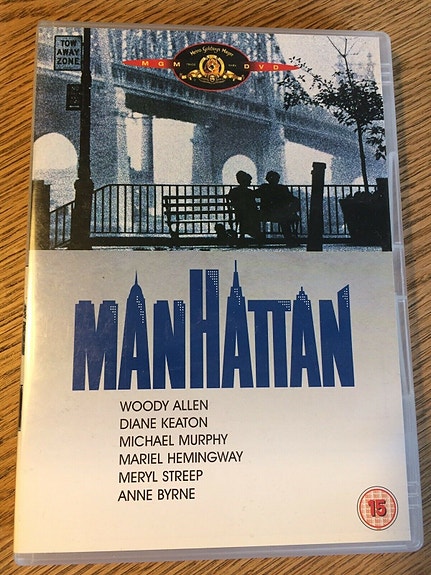 TOW
AWAY
ZONE
Metro Goldwyn Mayer
MGM DVD
MANHATTAN
WOODY ALLEN
DIANE KEATON
MICHAEL MURPHY
MARIEL HEMINGWAY
MERYL STREEP
ANNE BYRNE
15